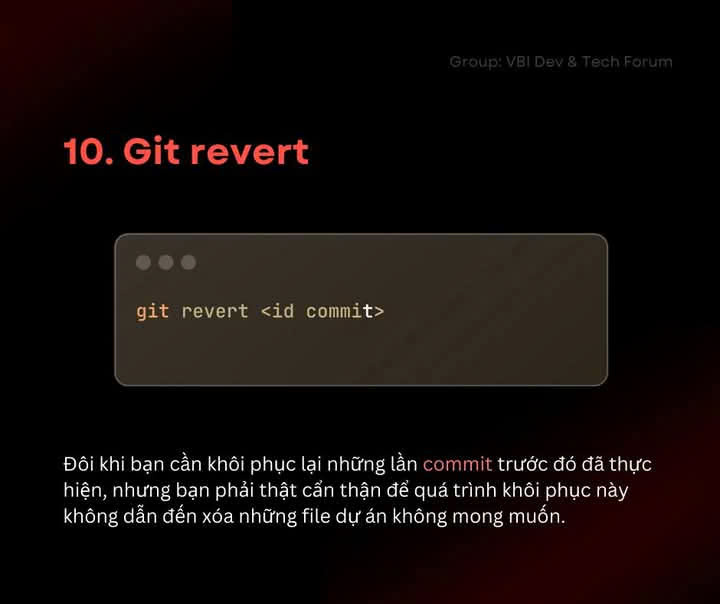 Group: VBI Dev & Tech Forum
10. Git revert
git revert <id commit>
Đôi khi bạn cần khôi phục lại những lần commit trước đó đã thực
hiện, nhưng bạn phải thật cẩn thận để quá trình khôi phục này
không dẫn đến xóa những file dự án không mong muốn.